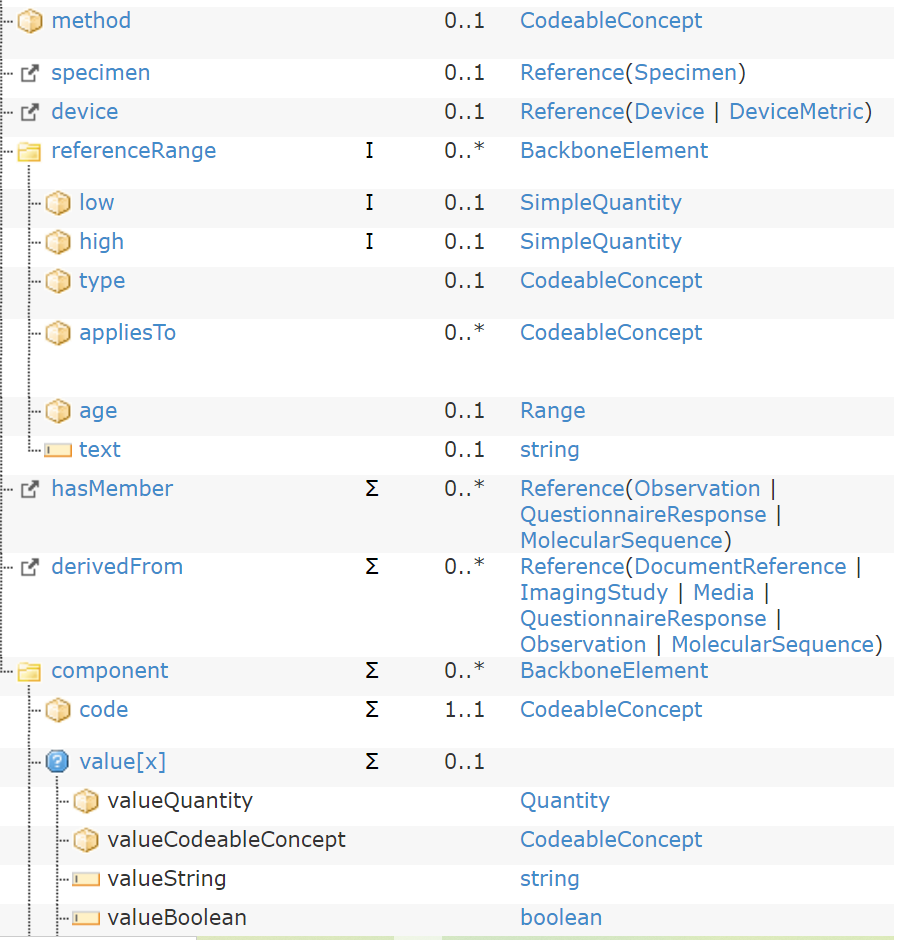 method 0..1 CodeableConcept
specimen 0..1 Reference(Specimen)
device 0..1 Reference(Device | DeviceMetric)
referenceRange I 0..* BackboneElement
low I 0..1 SimpleQuantity
high I 0..1 SimpleQuantity
type 0..1 CodeableConcept
appliesTo 0..* CodeableConcept
age 0..1 Range
text 0..1 string
hasMember Σ 0..* Reference(Observation |
QuestionnaireResponse |
MolecularSequence)
derivedFrom Σ 0..* Reference(DocumentReference |
ImagingStudy | Media |
QuestionnaireResponse |
Observation | MolecularSequence)
component Σ 0..* BackboneElement
code Σ 1..1 CodeableConcept
value[x] Σ 0..1
valueQuantity Quantity
valueCodeableConcept CodeableConcept
valueString string
valueBoolean boolean